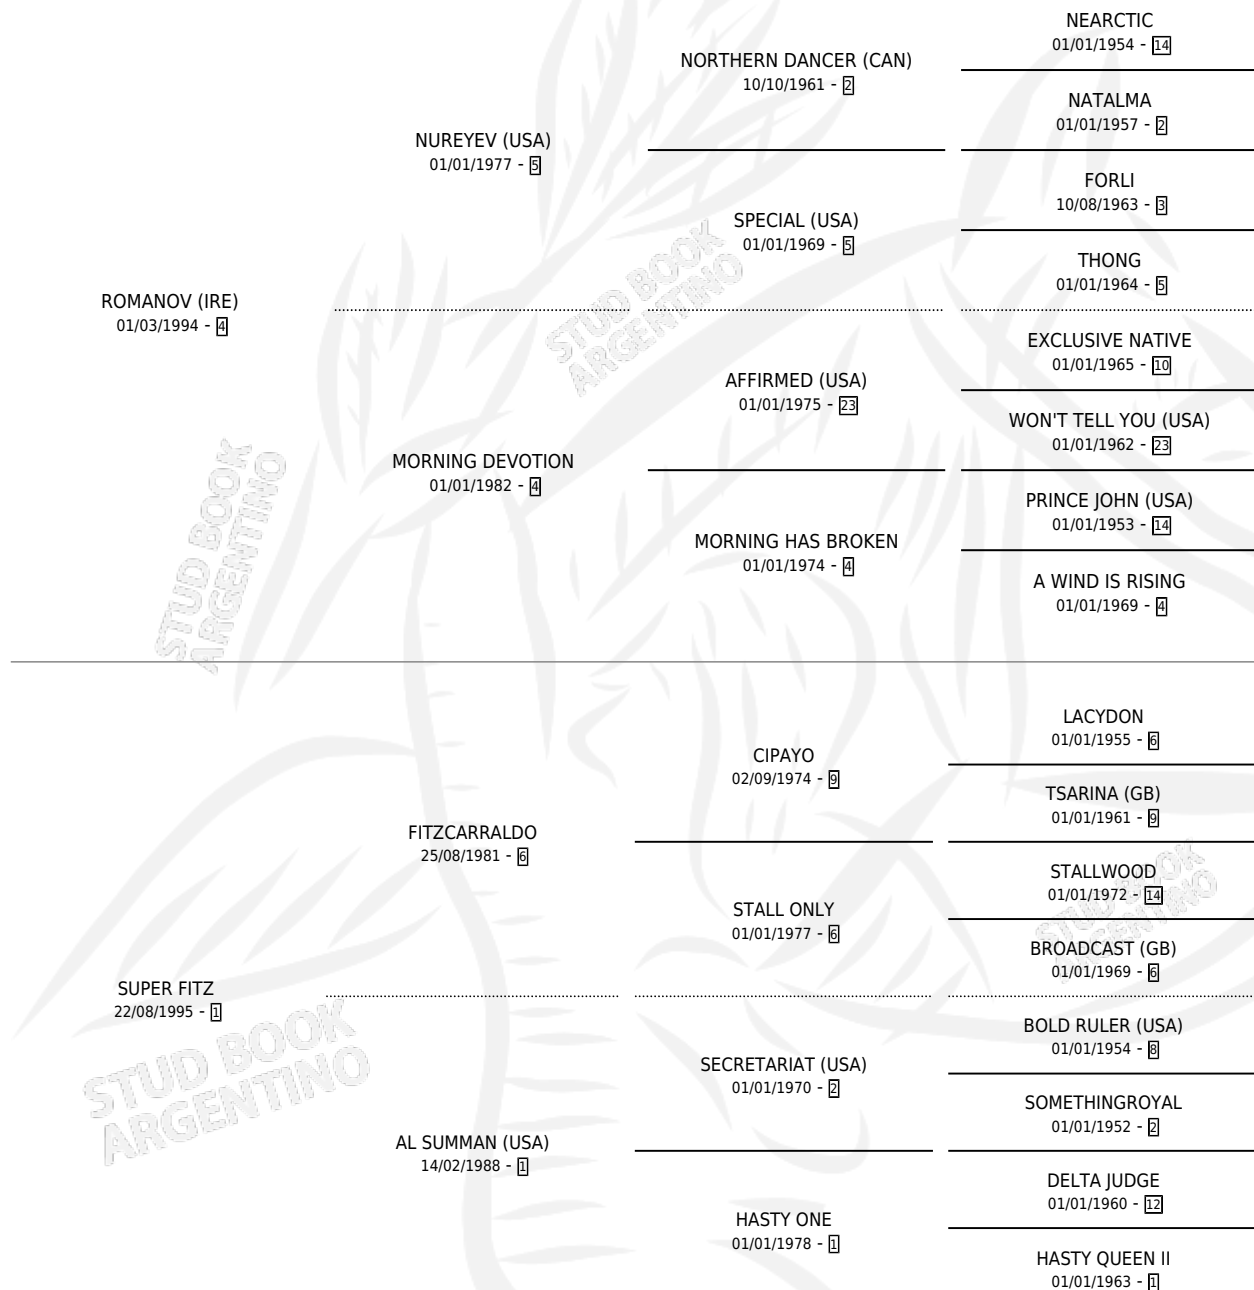 NEARCTIC
01/01/1954 - 14
NORTHERN DANCER (CAN)
10/10/1961 - 2
NATALMA
01/01/1957 - 2
NUREYEV (USA)
01/01/1977 - 5
FORLI
10/08/1963 - 3
SPECIAL (USA)
01/01/1969 - 5
THONG
01/01/1964 - 5
ROMANOV (IRE)
01/03/1994 - 4
STUD BOOK
ARGENTINO
EXCLUSIVE NATIVE
01/01/1965 - 10
AFFIRMED (USA)
01/01/1975 - 23
WON'T TELL YOU (USA)
01/01/1962 - 23
MORNING DEVOTION
01/01/1982 - 4
PRINCE JOHN (USA)
01/01/1953 - 14
MORNING HAS BROKEN
01/01/1974 - 4
A WIND IS RISING
01/01/1969 - 4
STUD BOOK
ARGENTINO
LACYDON
01/01/1955 - 6
CIPAYO
02/09/1974 - 9
TSARINA (GB)
01/01/1961 - 9
FITZCARRALDO
25/08/1981 - 6
STALLWOOD
01/01/1972 - 14
STALL ONLY
01/01/1977 - 6
BROADCAST (GB)
01/01/1969 - 6
STUD BOOK
ARGENTINO
SUPER FITZ
22/08/1995 - 1
BOLD RULER (USA)
01/01/1954 - 8
SECRETARIAT (USA)
01/01/1970 - 2
SOMETHINGROYAL
01/01/1952 - 2
STUD BOOK
ARGENTINO
AL SUMMAN (USA)
14/02/1988 - 1
DELTA JUDGE
01/01/1960 - 12
HASTY ONE
01/01/1978 - 1
HASTY QUEEN II
01/01/1963 - 1